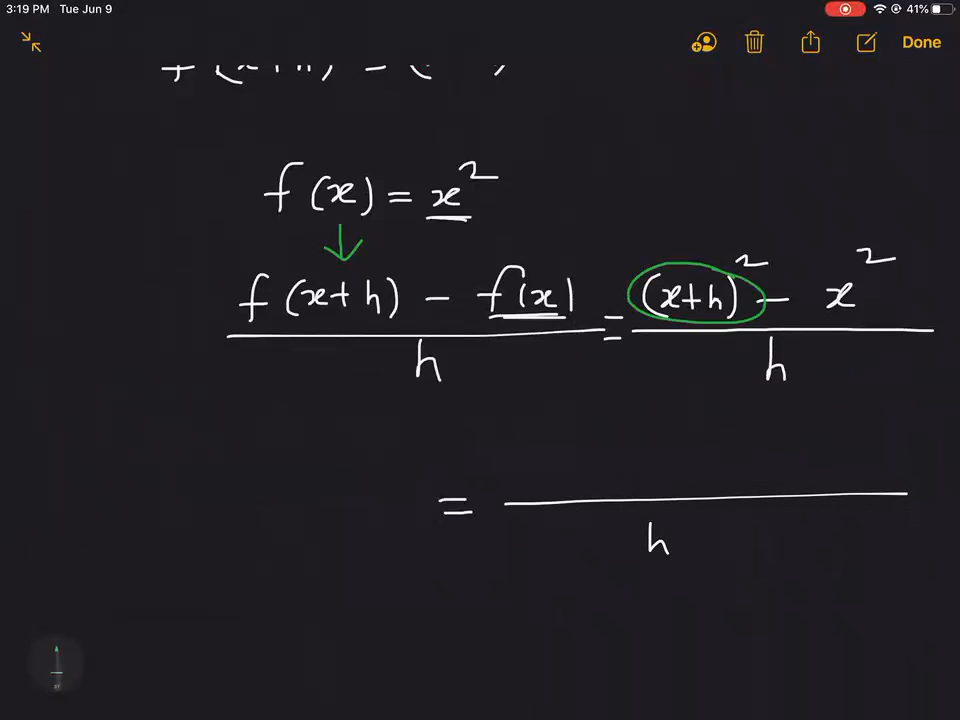 3:19 PM Tue Jun 9 41%
Done
f(x) = x²
f(x+h) - f(x) / h = (x+h)² - x² / h
= / h